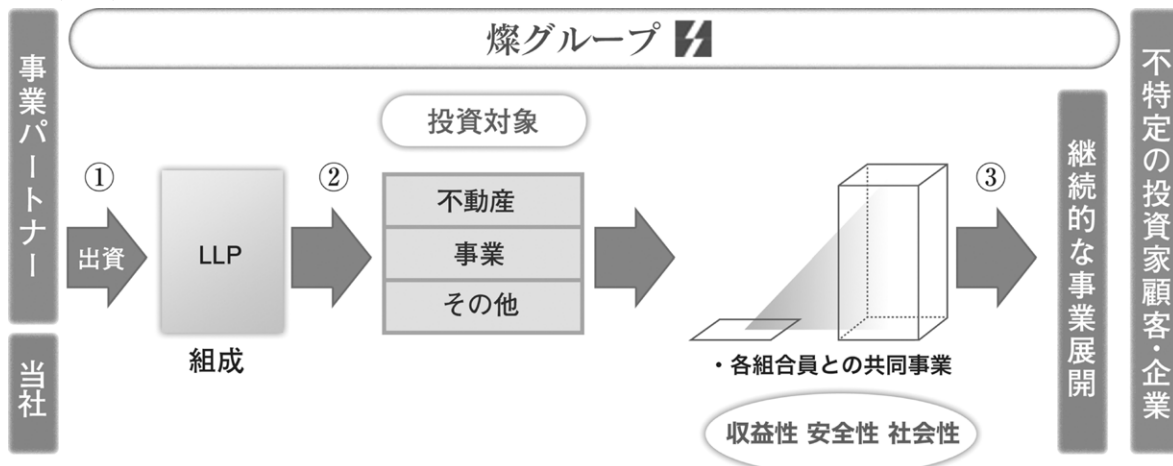 燦グループ
事業パートナー
当社
①
出資
LLP
組成
②
投資対象
不動産
事業
その他
・各組合員との共同事業
収益性 安全性 社会性
③
継続的な事業展開
不特定の投資家顧客・企業